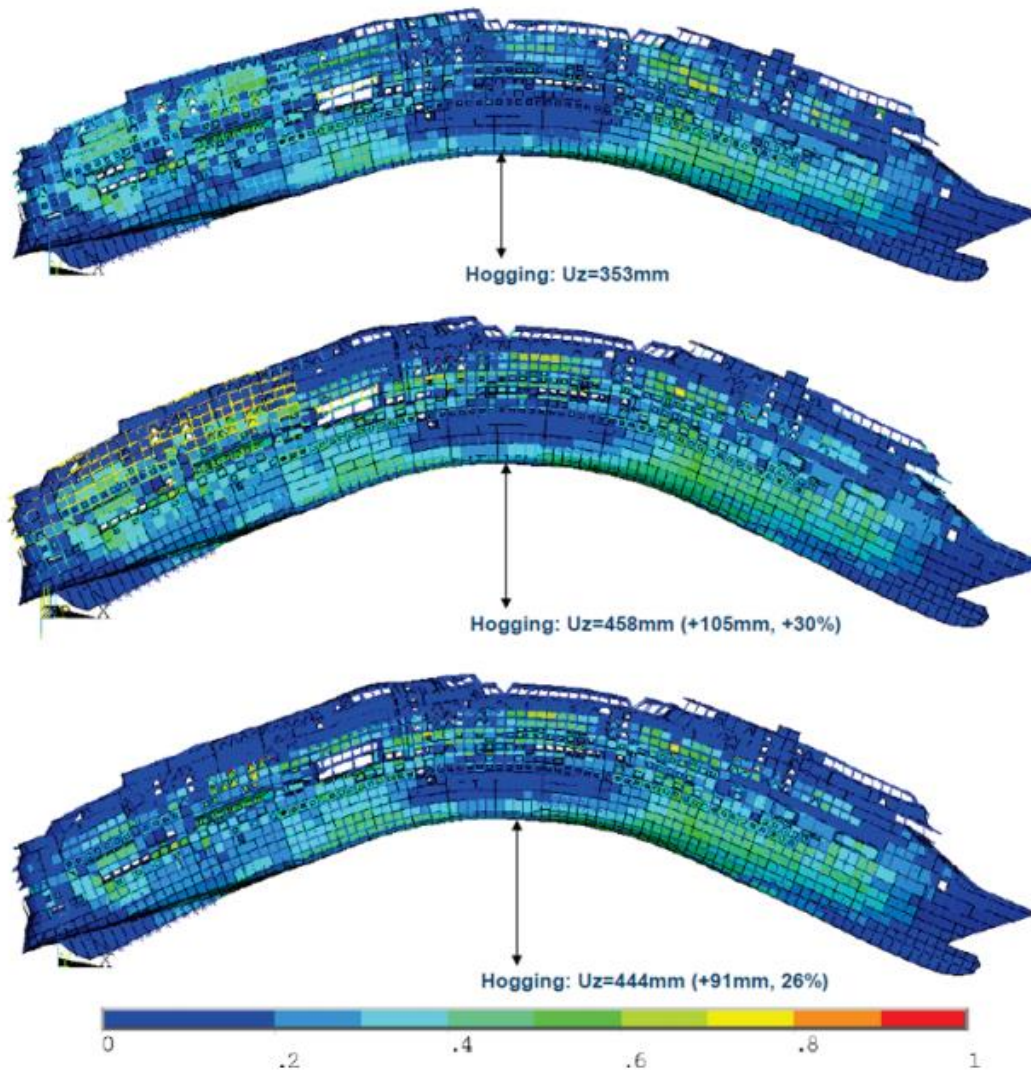 Hogging: Uz=353mm
Hogging: Uz=458mm (+105mm, +30%)
Hogging: Uz=444mm (+91mm, 26%)
0 .2 .4 .6 .8 1